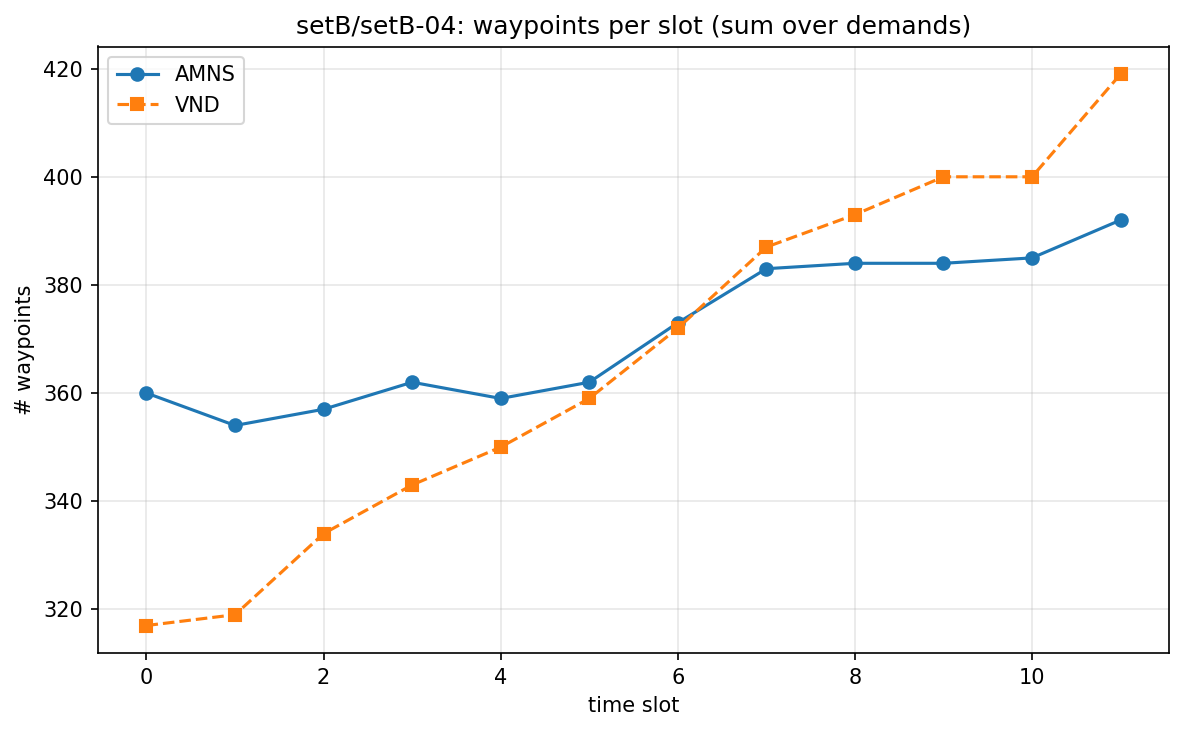 setB/setB-04: waypoints per slot (sum over demands)
AMNS
VND
# waypoints
420
400
380
360
340
320
0 2 4 6 8 10
time slot